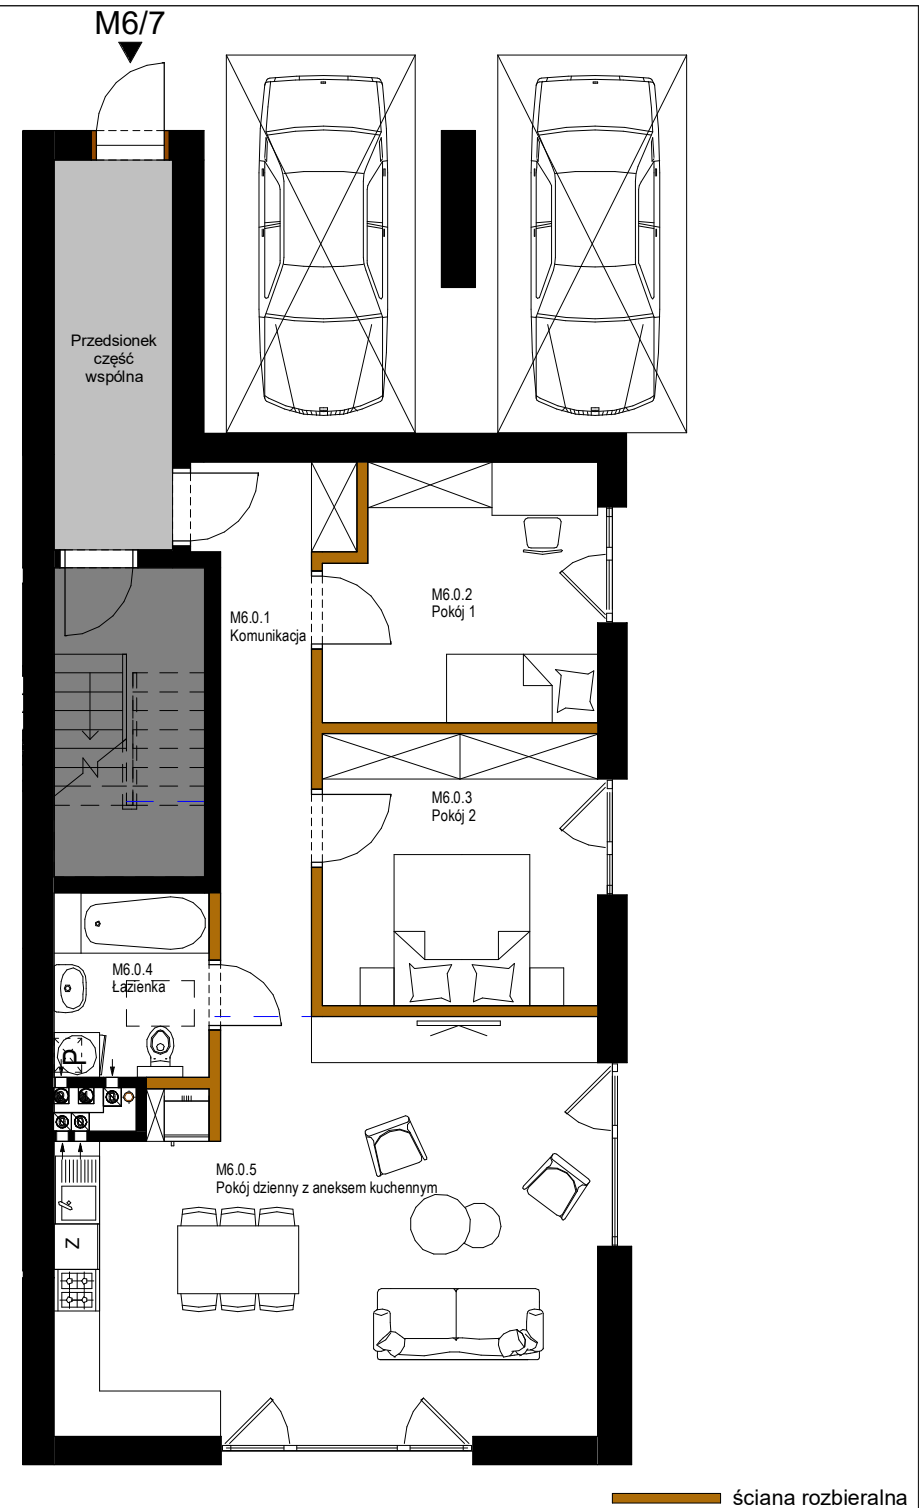 M6/7
Przedsionek
część
wspólna
M6.0.2
Pokój 1
M6.0.1
Komunikacja
M6.0.3
Pokój 2
M6.0.4
Łazienka
P
M6.0.5
Pokój dzienny z aneksem kuchennym
Z
ściana rozbieralna